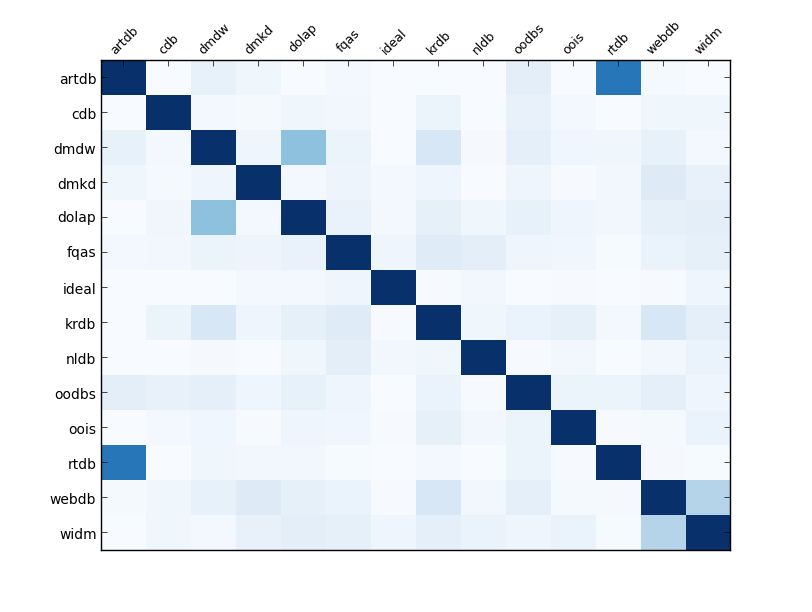 artdb cdb dmdw dmkd dolap fqas ideal krdb nldb oodbs oois rtdb webdb widm
artdb
cdb
dmdw
dmkd
dolap
fqas
ideal
krdb
nldb
oodbs
oois
rtdb
webdb
widm